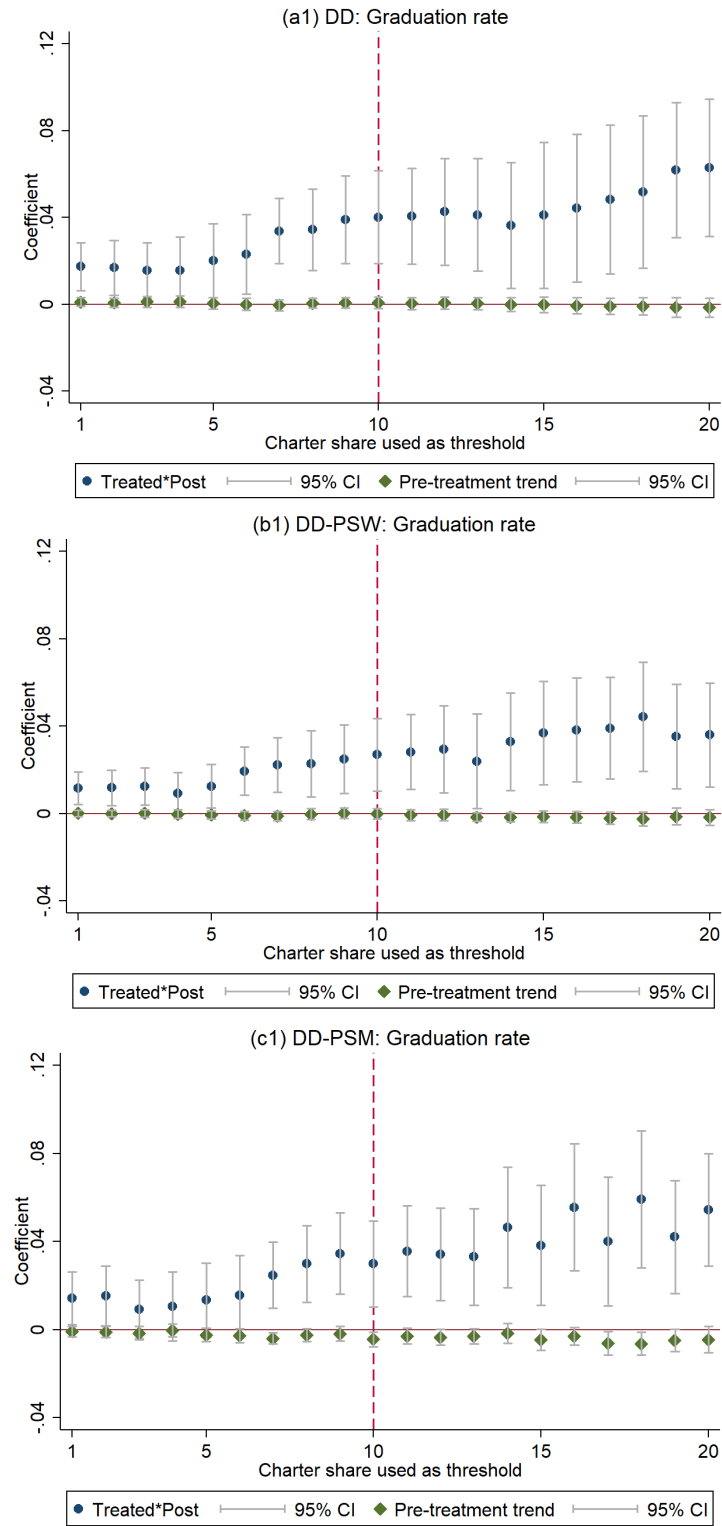 (a1) DD: Graduation rate
Coefficient
.12
.08
.04
0
-.04
1 5 10 15 20
Charter share used as threshold
Treated*Post 95% CI Pre-treatment trend 95% CI
(b1) DD-PSW: Graduation rate
Coefficient
.12
.08
.04
0
-.04
1 5 10 15 20
Charter share used as threshold
Treated*Post 95% CI Pre-treatment trend 95% CI
(c1) DD-PSM: Graduation rate
Coefficient
.12
.08
.04
0
-.04
1 5 10 15 20
Charter share used as threshold
Treated*Post 95% CI Pre-treatment trend 95% CI